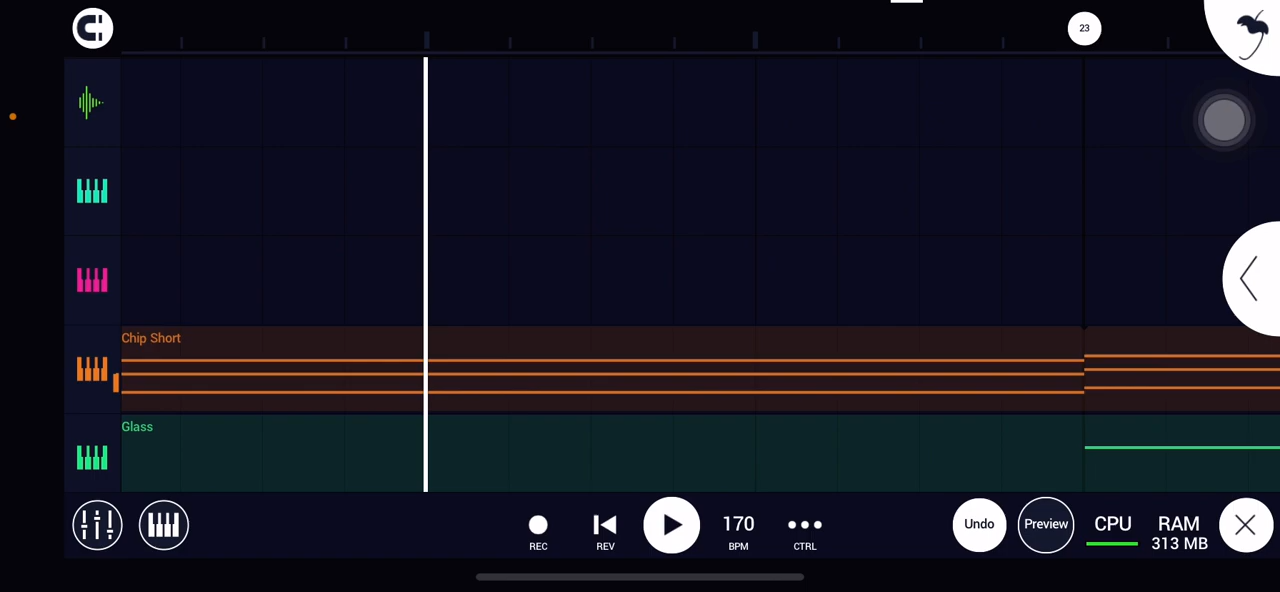 23
Chip Short
Glass
REC
REV
170
BPM
CTRL
Undo
Preview
CPU
RAM
313 MB